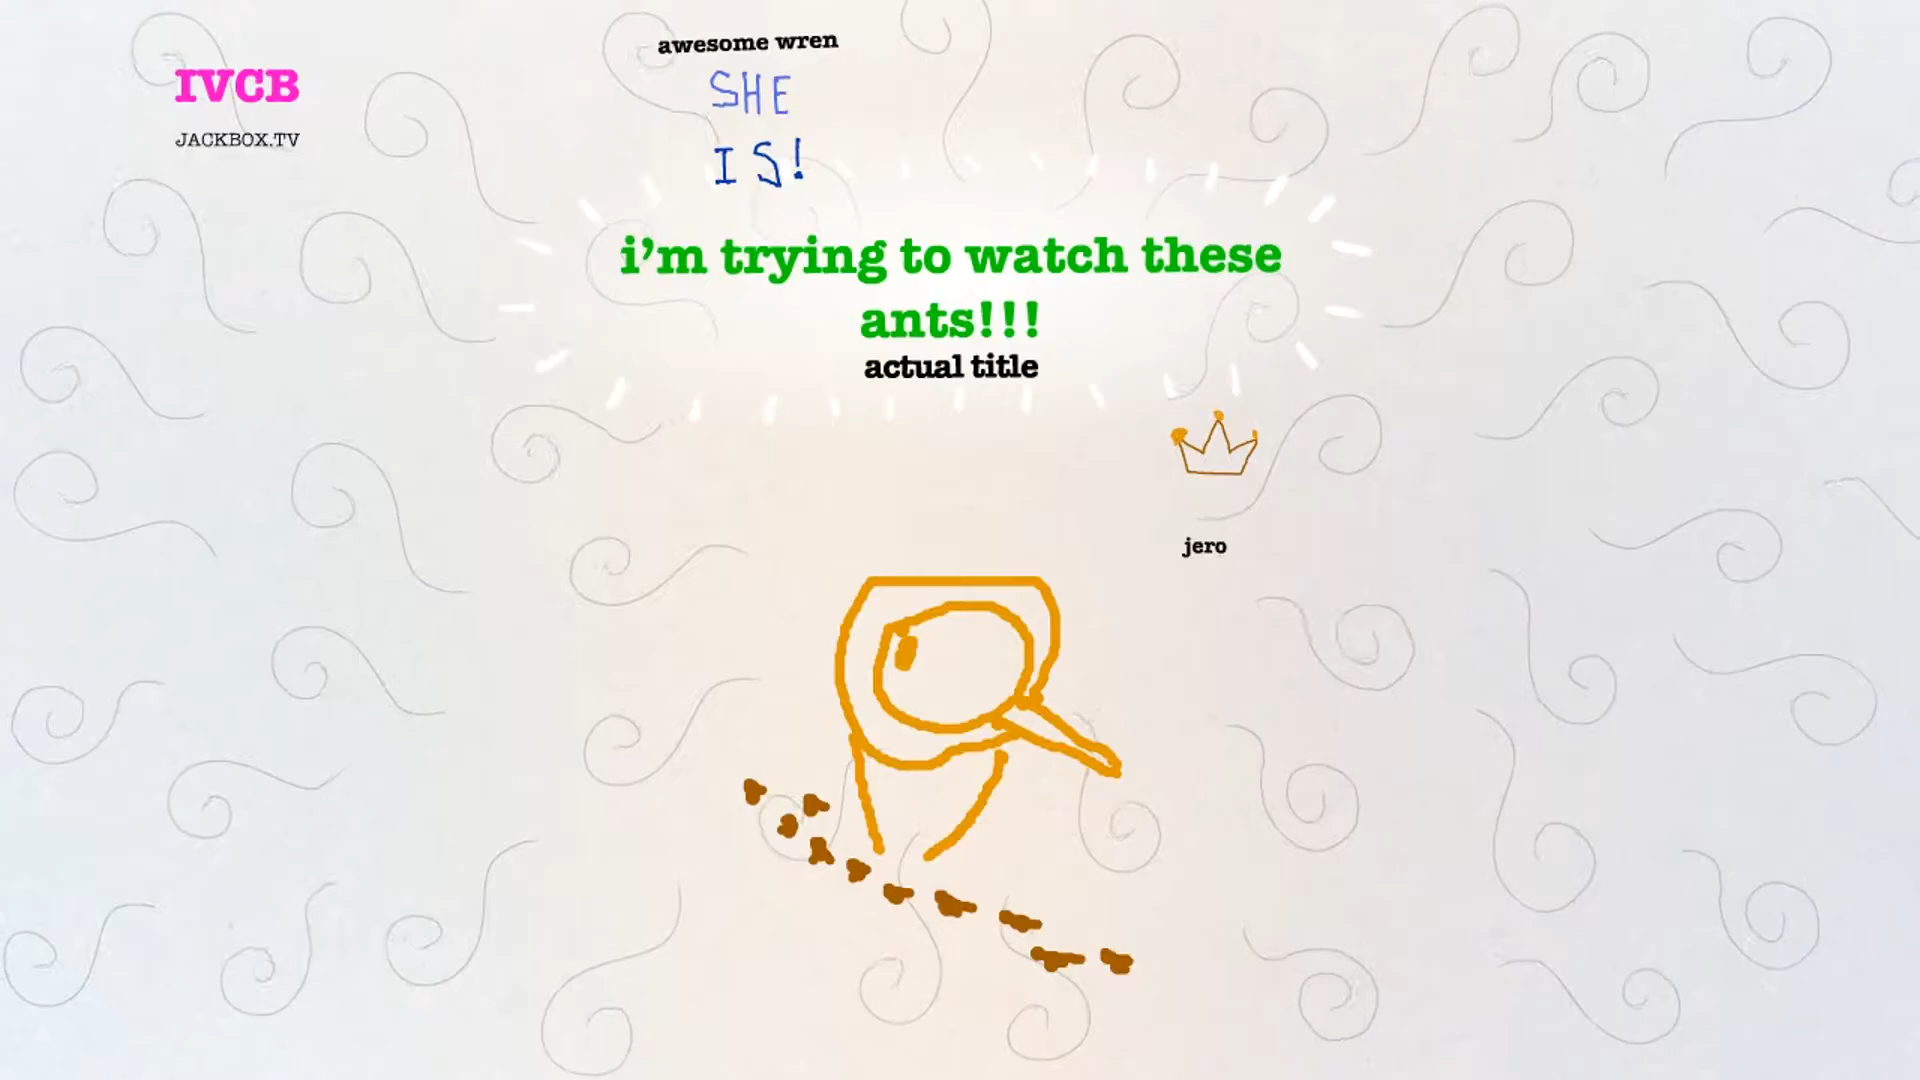 IVCB
JACKBOX.TV
awesome wren
SHE
IS!
i'm trying to watch these
ants!!!
actual title
jero